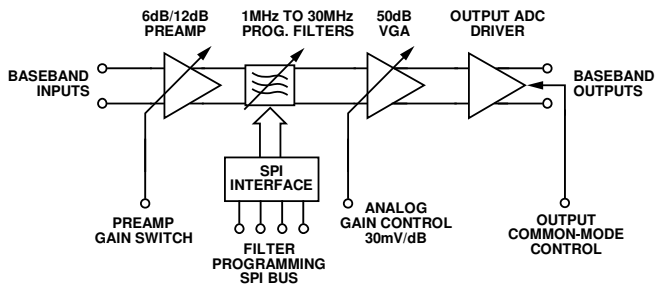 6dB/12dB
PREAMP
1MHz TO 30MHz
PROG. FILTERS
50dB
VGA
OUTPUT ADC
DRIVER
BASEBAND
INPUTS
BASEBAND
OUTPUTS
SPI
INTERFACE
PREAMP
GAIN SWITCH
FILTER
PROGRAMMING
SPI BUS
ANALOG
GAIN CONTROL
30mV/dB
OUTPUT
COMMON-MODE
CONTROL